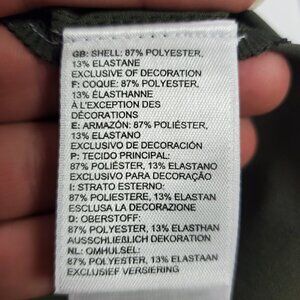 GB: SHELL: 87% POLYESTER,
13% ELASTANE
EXCLUSIVE OF DECORATION
F: COQUE: 87% POLYESTER,
13% ÉLASTHANNE
À L'EXCEPTION DES
DÉCORATIONS
E: ARMAZÓN: 87% POLIÉSTER,
13% ELASTANO
EXCLUSIVO DE DECORACIÓN
P: TECIDO PRINCIPAL:
87% POLIÉSTER, 13% ELASTANO
EXCLUSIVO PARA DECORAÇÃO
I: STRATO ESTERNO:
87% POLIESTERE, 13% ELASTAN
ESCLUSA LA DECORAZIONE
D: OBERSTOFF:
87% POLYESTER, 13% ELASTHAN
AUSSCHLIEßLICH DEKORATION
NL: OMHULSEL:
87% POLYESTER, 13% ELASTAAN
EXCLUSIEF VERSIERING